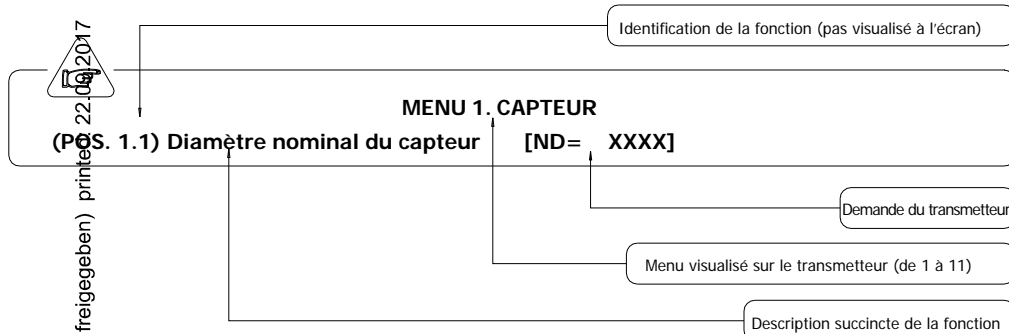 Identification de la fonction (pas visualisé à l'écran)
MENU 1. CAPTEUR
(POS. 1.1) Diamètre nominal du capteur [ND= XXXX]
Demande du transmetteur
Menu visualisé sur le transmetteur (de 1 à 11)
Description succincte de la fonction
freigegeben) printed 22.09.2017